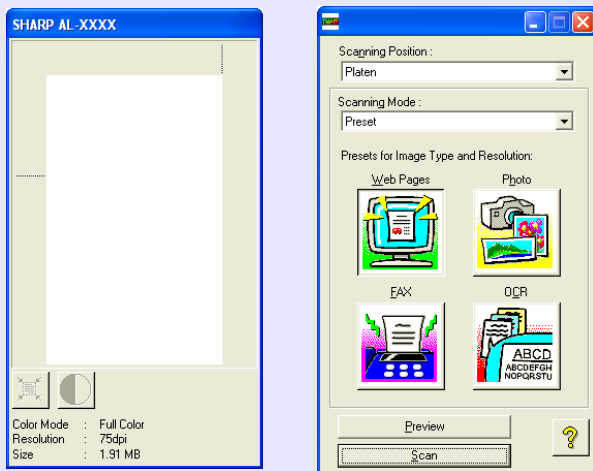 SHARP AL-XXXX
Color Mode : Full Color
Resolution : 75dpi
Size : 1.91 MB
TWAIN
Scanning Position :
Platen
Scanning Mode :
Preset
Presets for Image Type and Resolution:
Web Pages Photo
FAX OCR
ABCD
ABCDEFGH
NOPQRSTU
Preview
Scan
?